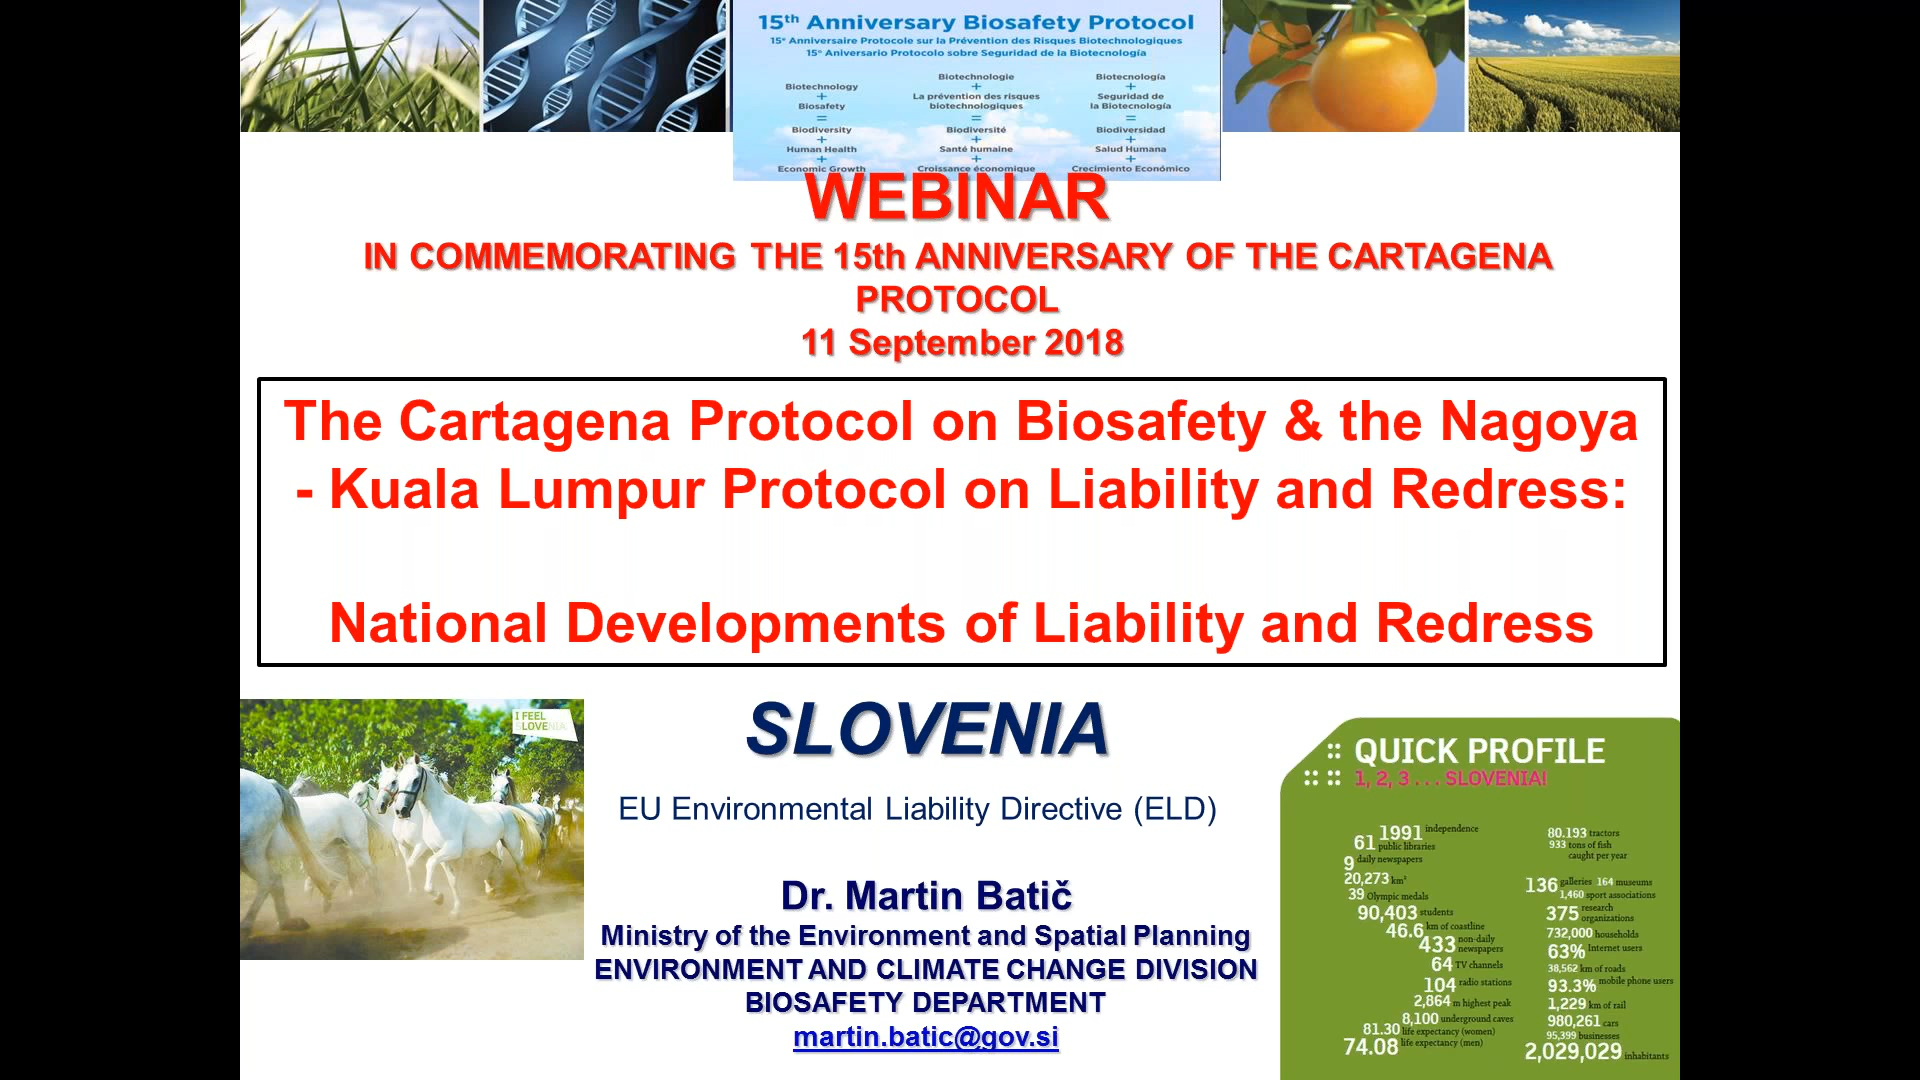 15th Anniversary Biosafety Protocol
15e Anniversaire Protocole sur la Prévention des Risques Biotechnologiques
15º Aniversario Protocolo sobre Seguridad de la Biotecnología
Biotechnology
+
Biosafety
=
Biodiversity
+
Human Health
+
Economic Growth
Biotechnologie
+
La prévention des risques
biotechnologiques
=
Biodiversité
+
Santé humaine
+
Croissance économique
Biotecnología
+
Seguridad de
la Biotecnología
=
Biodiversidad
+
Salud Humana
+
Crecimiento Económico
WEBINAR
IN COMMEMORATING THE 15th ANNIVERSARY OF THE CARTAGENA
PROTOCOL
11 September 2018
The Cartagena Protocol on Biosafety & the Nagoya
- Kuala Lumpur Protocol on Liability and Redress:
National Developments of Liability and Redress
I FEEL
SLOVENIA
SLOVENIA
EU Environmental Liability Directive (ELD)
Dr. Martin Batič
Ministry of the Environment and Spatial Planning
ENVIRONMENT AND CLIMATE CHANGE DIVISION
BIOSAFETY DEPARTMENT
martin.batic@gov.si
QUICK PROFILE
1, 2, 3 . . . SLOVENIA!
1991 independence
61 public libraries
9 daily newspapers
20,273 km²
39 Olympic medals
90,403 students
46.6 km of coastline
433 non-daily newspapers
64 TV channels
104 radio stations
2,864 m highest peak
8,100 underground caves
81.30 life expectancy (women)
74.08 life expectancy (men)
80.193 tractors
933 tons of fish
caught per year
136 galleries 164 museums
1,460 sport associations
375 research organizations
732,000 households
63% Internet users
38,562 km of roads
93.3% mobile phone users
1,229 km of rail
980,261 cars
95,399 businesses
2,029,029 inhabitants